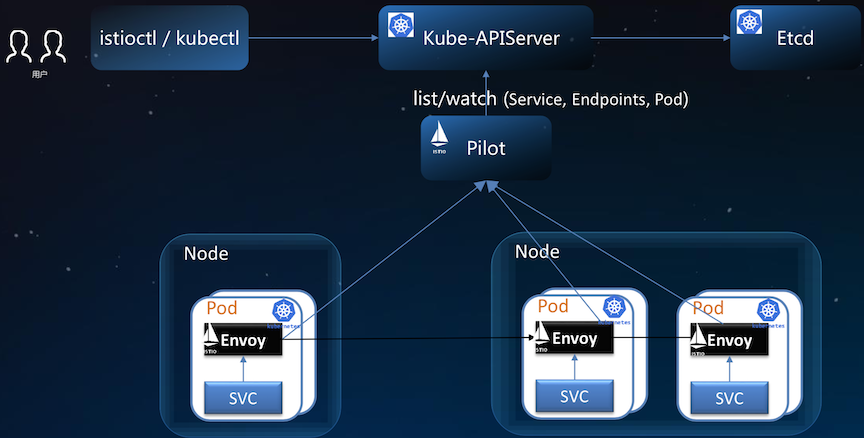 istioctl / kubectl
Kube-APIServer
Etcd
用户
list/watch (Service, Endpoints, Pod)
ISTIO
Pilot
Node
Node
Pod
kubernetes
ISTIO
Envoy
SVC
Pod
kubernetes
ISTIO
Envoy
SVC
Pod
kubernetes
ISTIO
Envoy
SVC